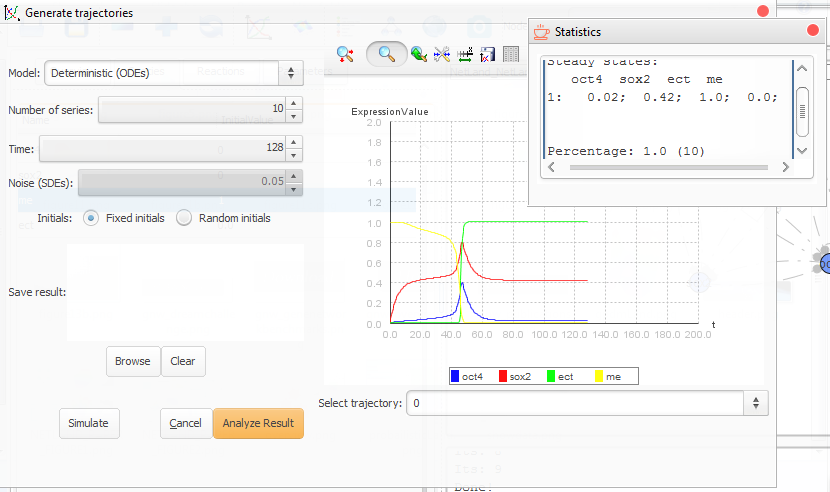 Generate trajectories
Model: Deterministic (ODEs)
Number of series: 10
Time: 128
Noise (SDEs): 0.05
Initials: Fixed initials Random initials
Save result:
Browse Clear
Simulate Cancel Analyze Result
ExpressionValue
2.0
1.8
1.6
1.4
1.2
1.0
0.8
0.6
0.4
0.2
0.0
0.0 20.0 40.0 60.0 80.0 100.0 120.0 140.0 160.0 180.0 200.0 t
oct4 sox2 ect me
Select trajectory: 0
Statistics
Steady states:
oct4 sox2 ect me
1: 0.02; 0.42; 1.0; 0.0;
Percentage: 1.0 (10)